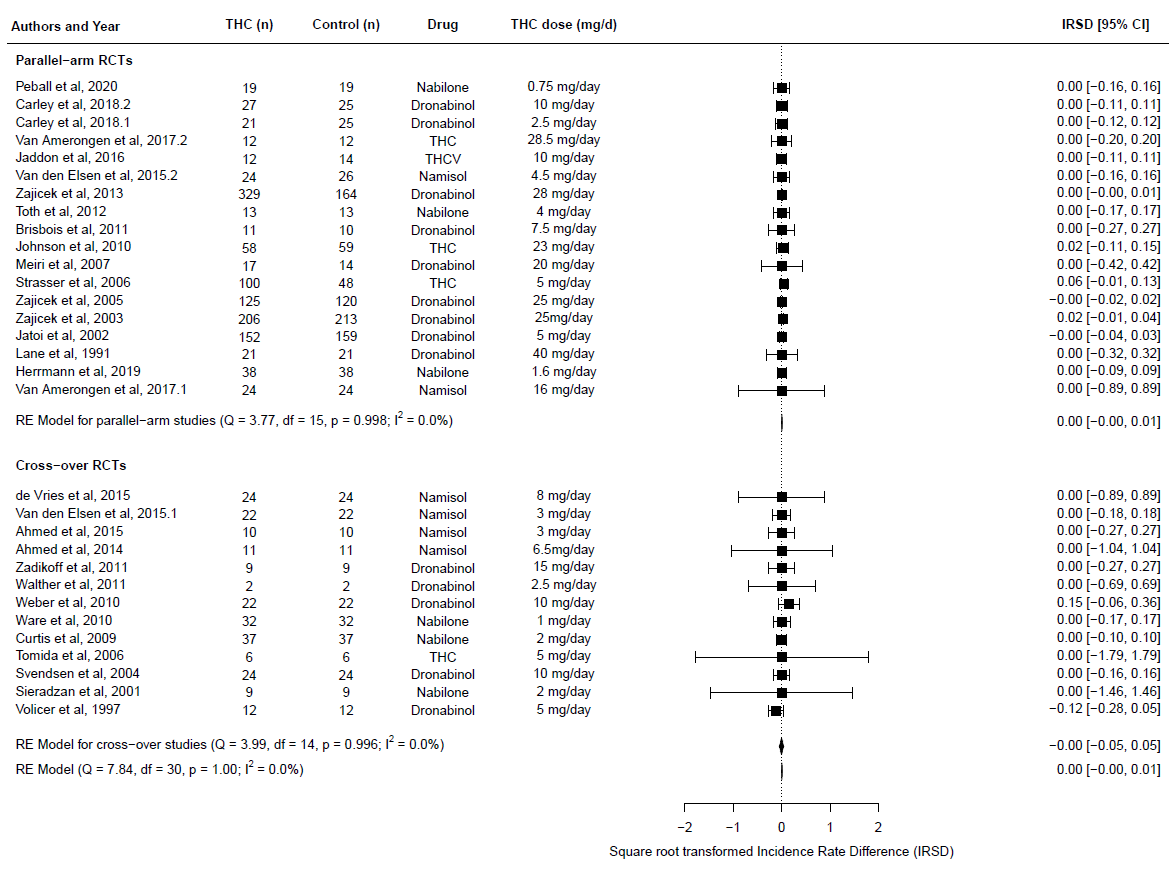 Authors and Year THC (n) Control (n) Drug THC dose (mg/d) IRSD [95% CI]
Parallel−arm RCTs
Peball et al, 2020 19 19 Nabilone 0.75 mg/day 0.00 [−0.16, 0.16]
Carley et al, 2018.2 27 25 Dronabinol 10 mg/day 0.00 [−0.11, 0.11]
Carley et al, 2018.1 21 25 Dronabinol 2.5 mg/day 0.00 [−0.12, 0.12]
Van Amerongen et al, 2017.2 12 12 THC 28.5 mg/day 0.00 [−0.20, 0.20]
Jaddon et al, 2016 12 14 THCV 10 mg/day 0.00 [−0.11, 0.11]
Van den Elsen et al, 2015.2 24 26 Namisol 4.5 mg/day 0.00 [−0.16, 0.16]
Zajicek et al, 2013 329 164 Dronabinol 28 mg/day 0.00 [−0.00, 0.01]
Toth et al, 2012 13 13 Nabilone 4 mg/day 0.00 [−0.17, 0.17]
Brisbois et al, 2011 11 10 Dronabinol 7.5 mg/day 0.00 [−0.27, 0.27]
Johnson et al, 2010 58 59 THC 23 mg/day 0.02 [−0.11, 0.15]
Meiri et al, 2007 17 14 Dronabinol 20 mg/day 0.00 [−0.42, 0.42]
Strasser et al, 2006 100 48 THC 5 mg/day 0.06 [−0.01, 0.13]
Zajicek et al, 2005 125 120 Dronabinol 25 mg/day −0.00 [−0.02, 0.02]
Zajicek et al, 2003 206 213 Dronabinol 25mg/day 0.02 [−0.01, 0.04]
Jatoi et al, 2002 152 159 Dronabinol 5 mg/day −0.00 [−0.04, 0.03]
Lane et al, 1991 21 21 Dronabinol 40 mg/day 0.00 [−0.32, 0.32]
Herrmann et al, 2019 38 38 Nabilone 1.6 mg/day 0.00 [−0.09, 0.09]
Van Amerongen et al, 2017.1 24 24 Namisol 16 mg/day 0.00 [−0.89, 0.89]
RE Model for parallel−arm studies (Q = 3.77, df = 15, p = 0.998; I² = 0.0%) 0.00 [−0.00, 0.01]
Cross−over RCTs
de Vries et al, 2015 24 24 Namisol 8 mg/day 0.00 [−0.89, 0.89]
Van den Elsen et al, 2015.1 22 22 Namisol 3 mg/day 0.00 [−0.18, 0.18]
Ahmed et al, 2015 10 10 Namisol 3 mg/day 0.00 [−0.27, 0.27]
Ahmed et al, 2014 11 11 Namisol 6.5mg/day 0.00 [−1.04, 1.04]
Zadikoff et al, 2011 9 9 Dronabinol 15 mg/day 0.00 [−0.27, 0.27]
Walther et al, 2011 2 2 Dronabinol 2.5 mg/day 0.00 [−0.69, 0.69]
Weber et al, 2010 22 22 Dronabinol 10 mg/day 0.15 [−0.06, 0.36]
Ware et al, 2010 32 32 Nabilone 1 mg/day 0.00 [−0.17, 0.17]
Curtis et al, 2009 37 37 Nabilone 2 mg/day 0.00 [−0.10, 0.10]
Tomida et al, 2006 6 6 THC 5 mg/day 0.00 [−1.79, 1.79]
Svendsen et al, 2004 24 24 Dronabinol 10 mg/day 0.00 [−0.16, 0.16]
Sieradzan et al, 2001 9 9 Nabilone 2 mg/day 0.00 [−1.46, 1.46]
Volicer et al, 1997 12 12 Dronabinol 5 mg/day −0.12 [−0.28, 0.05]
RE Model for cross−over studies (Q = 3.99, df = 14, p = 0.996; I² = 0.0%) −0.00 [−0.05, 0.05]
RE Model (Q = 7.84, df = 30, p = 1.00; I² = 0.0%) 0.00 [−0.00, 0.01]
−2 −1 0 1 2
Square root transformed Incidence Rate Difference (IRSD)